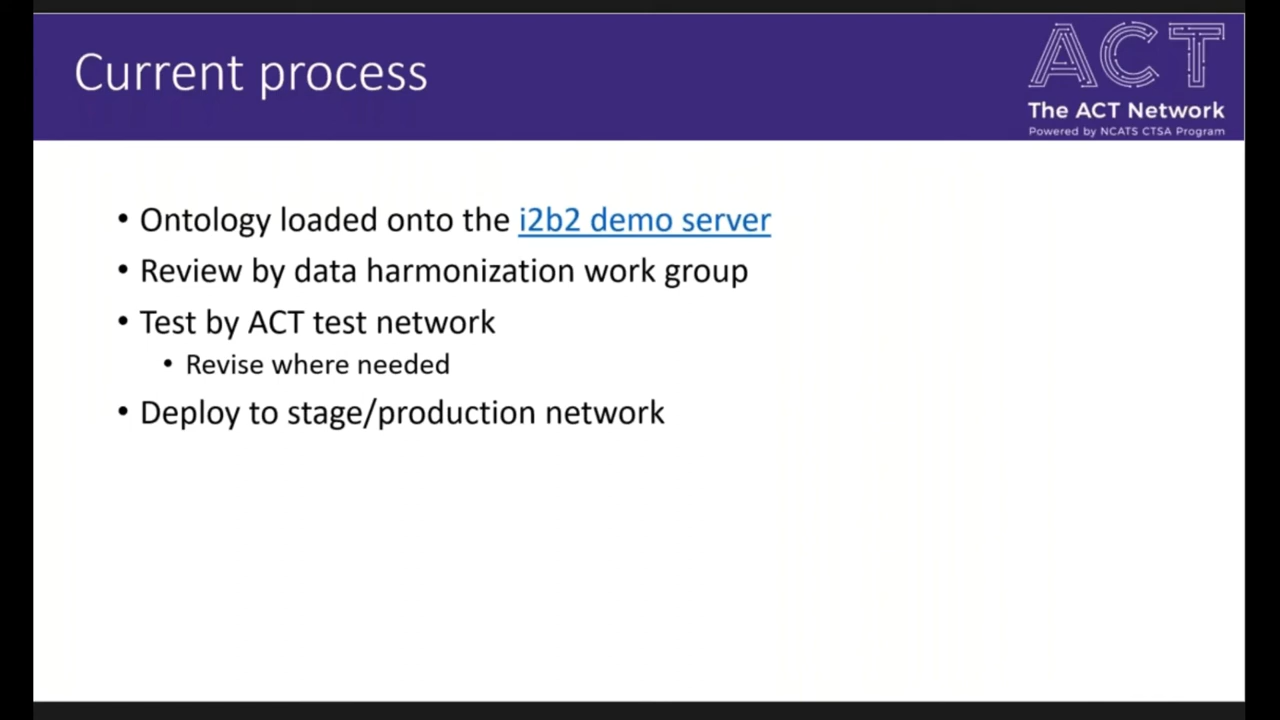 Current process
ACT
The ACT Network
Powered by NCATS CTSA Program
• Ontology loaded onto the i2b2 demo server
• Review by data harmonization work group
• Test by ACT test network
• Revise where needed
• Deploy to stage/production network